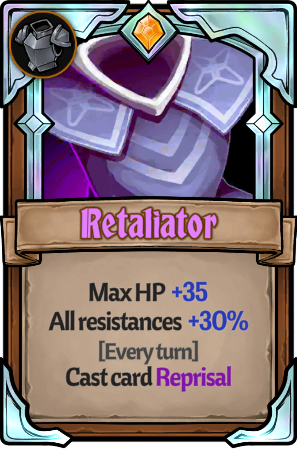 Retaliator
Max HP +35
All resistances +30%
[Every turn]
Cast card Reprisal